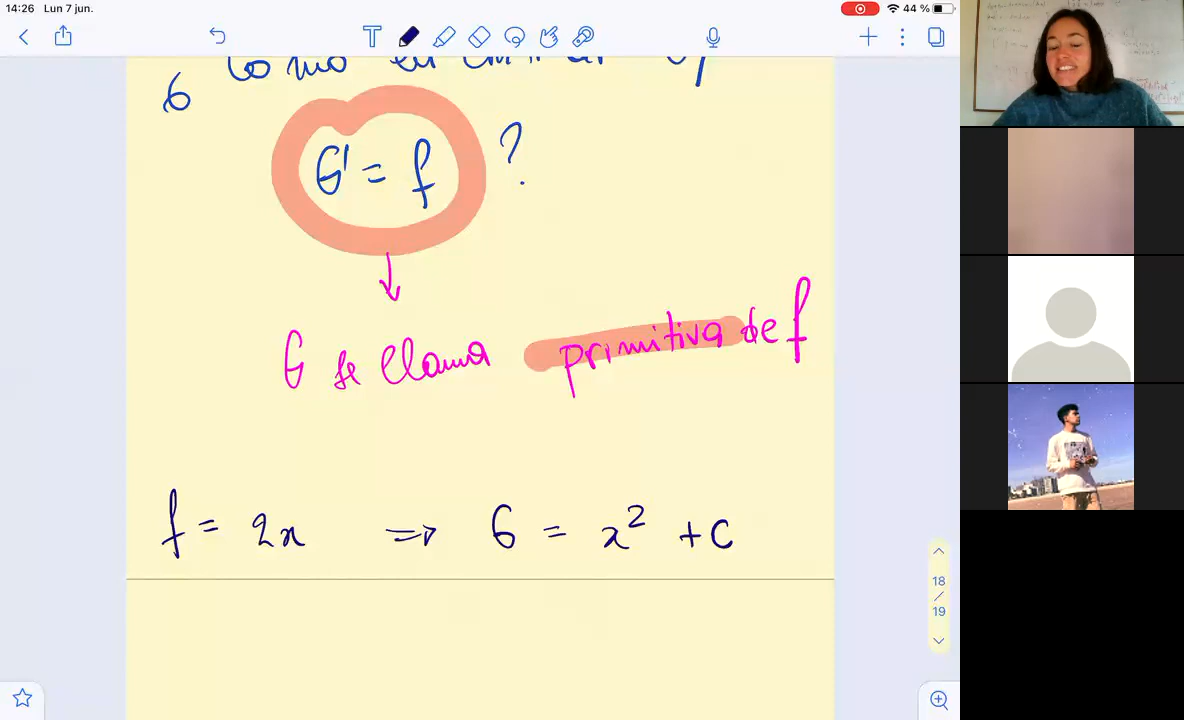 14:26 Lun 7 jun.
44 %
T
G' = f ?
G se llama primitiva de f
f = 2x ⇒ G = x² + C
18
/
19